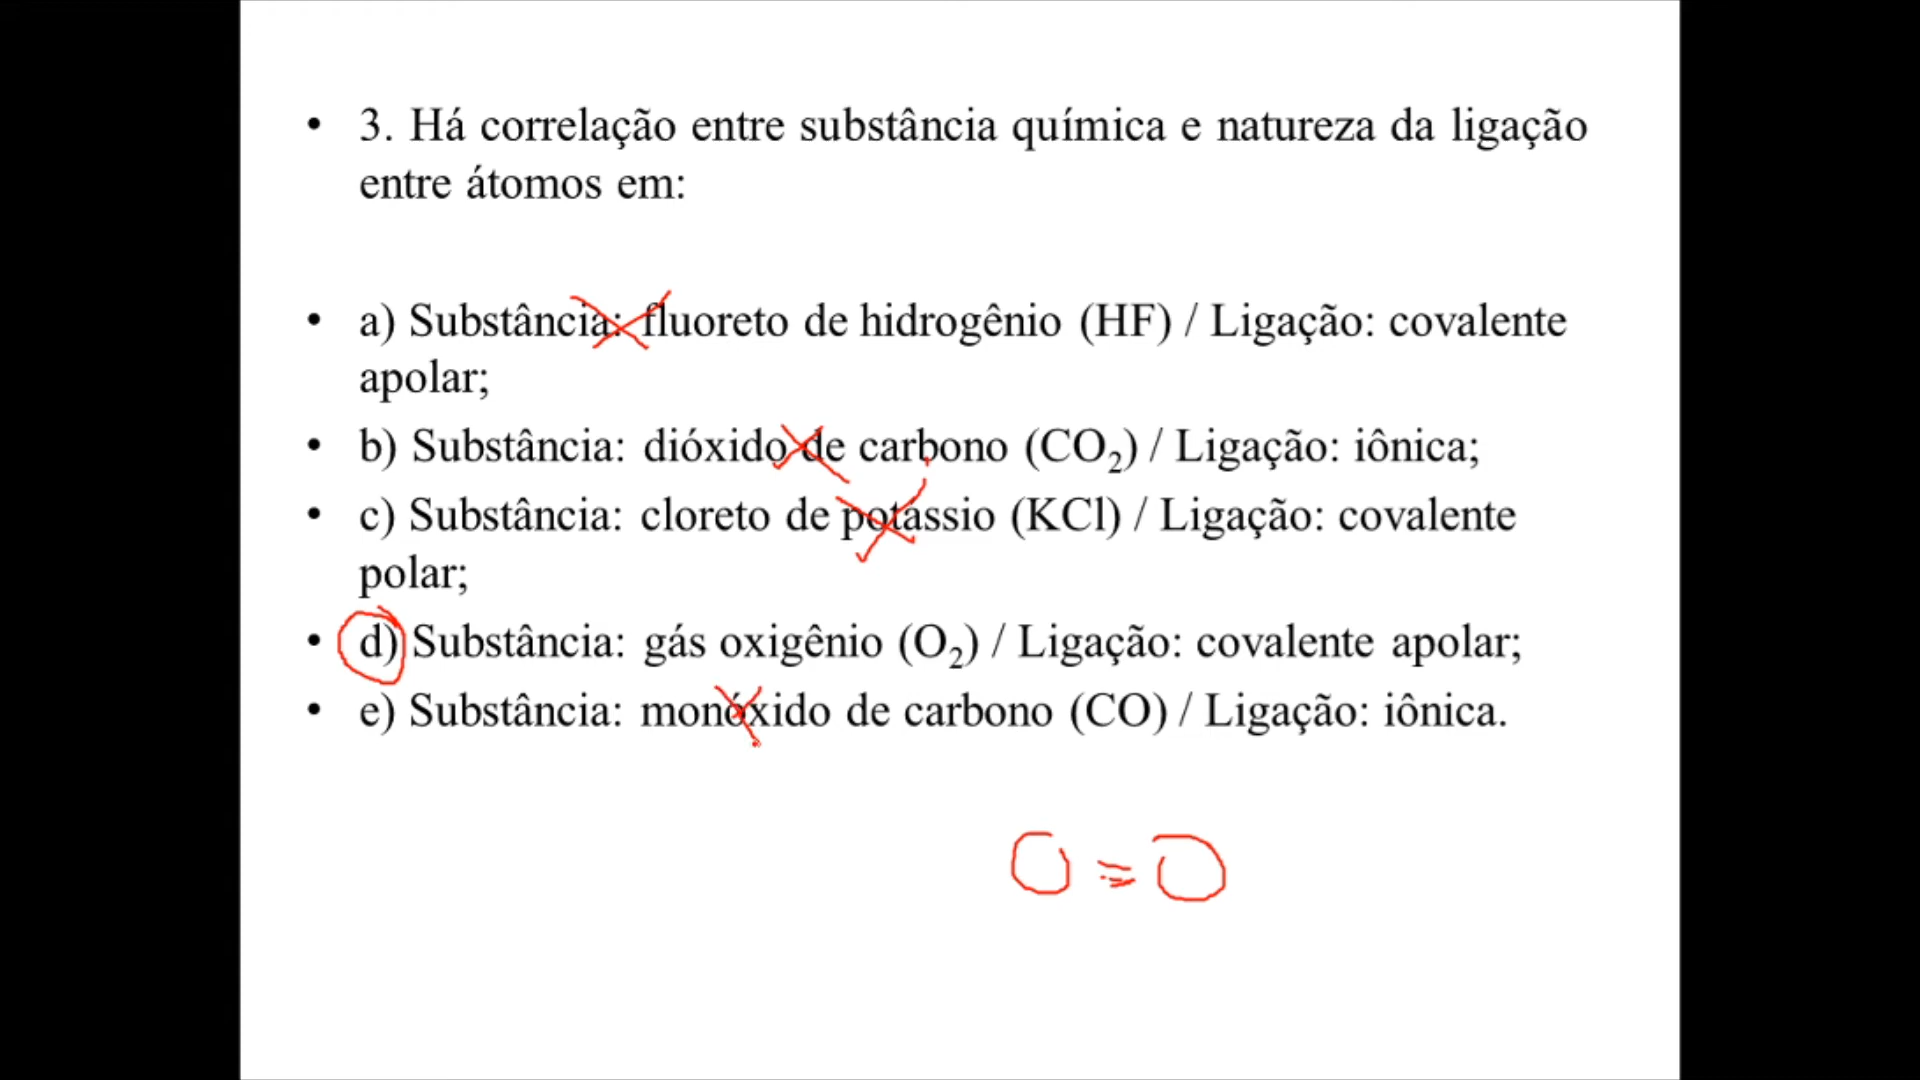 • 3. Há correlação entre substância química e natureza da ligação
entre átomos em:
• a) Substância: fluoreto de hidrogênio (HF) / Ligação: covalente
apolar;
• b) Substância: dióxido de carbono (CO₂) / Ligação: iônica;
• c) Substância: cloreto de potássio (KCl) / Ligação: covalente
polar;
• d) Substância: gás oxigênio (O₂) / Ligação: covalente apolar;
• e) Substância: monóxido de carbono (CO) / Ligação: iônica.
O = O